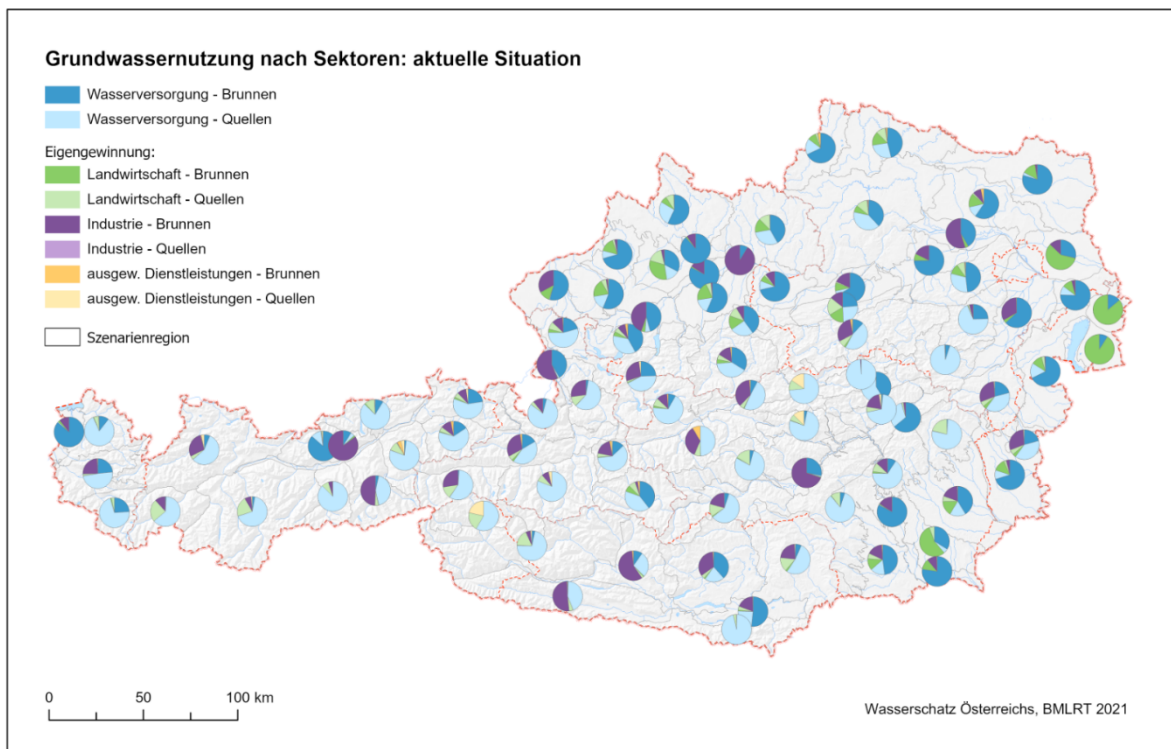 Grundwassernutzung nach Sektoren: aktuelle Situation
Wasserversorgung - Brunnen
Wasserversorgung - Quellen
Eigengewinnung:
Landwirtschaft - Brunnen
Landwirtschaft - Quellen
Industrie - Brunnen
Industrie - Quellen
ausgew. Dienstleistungen - Brunnen
ausgew. Dienstleistungen - Quellen
Szenarienregion
0 50 100 km
Wasserschatz Österreichs, BMLRT 2021